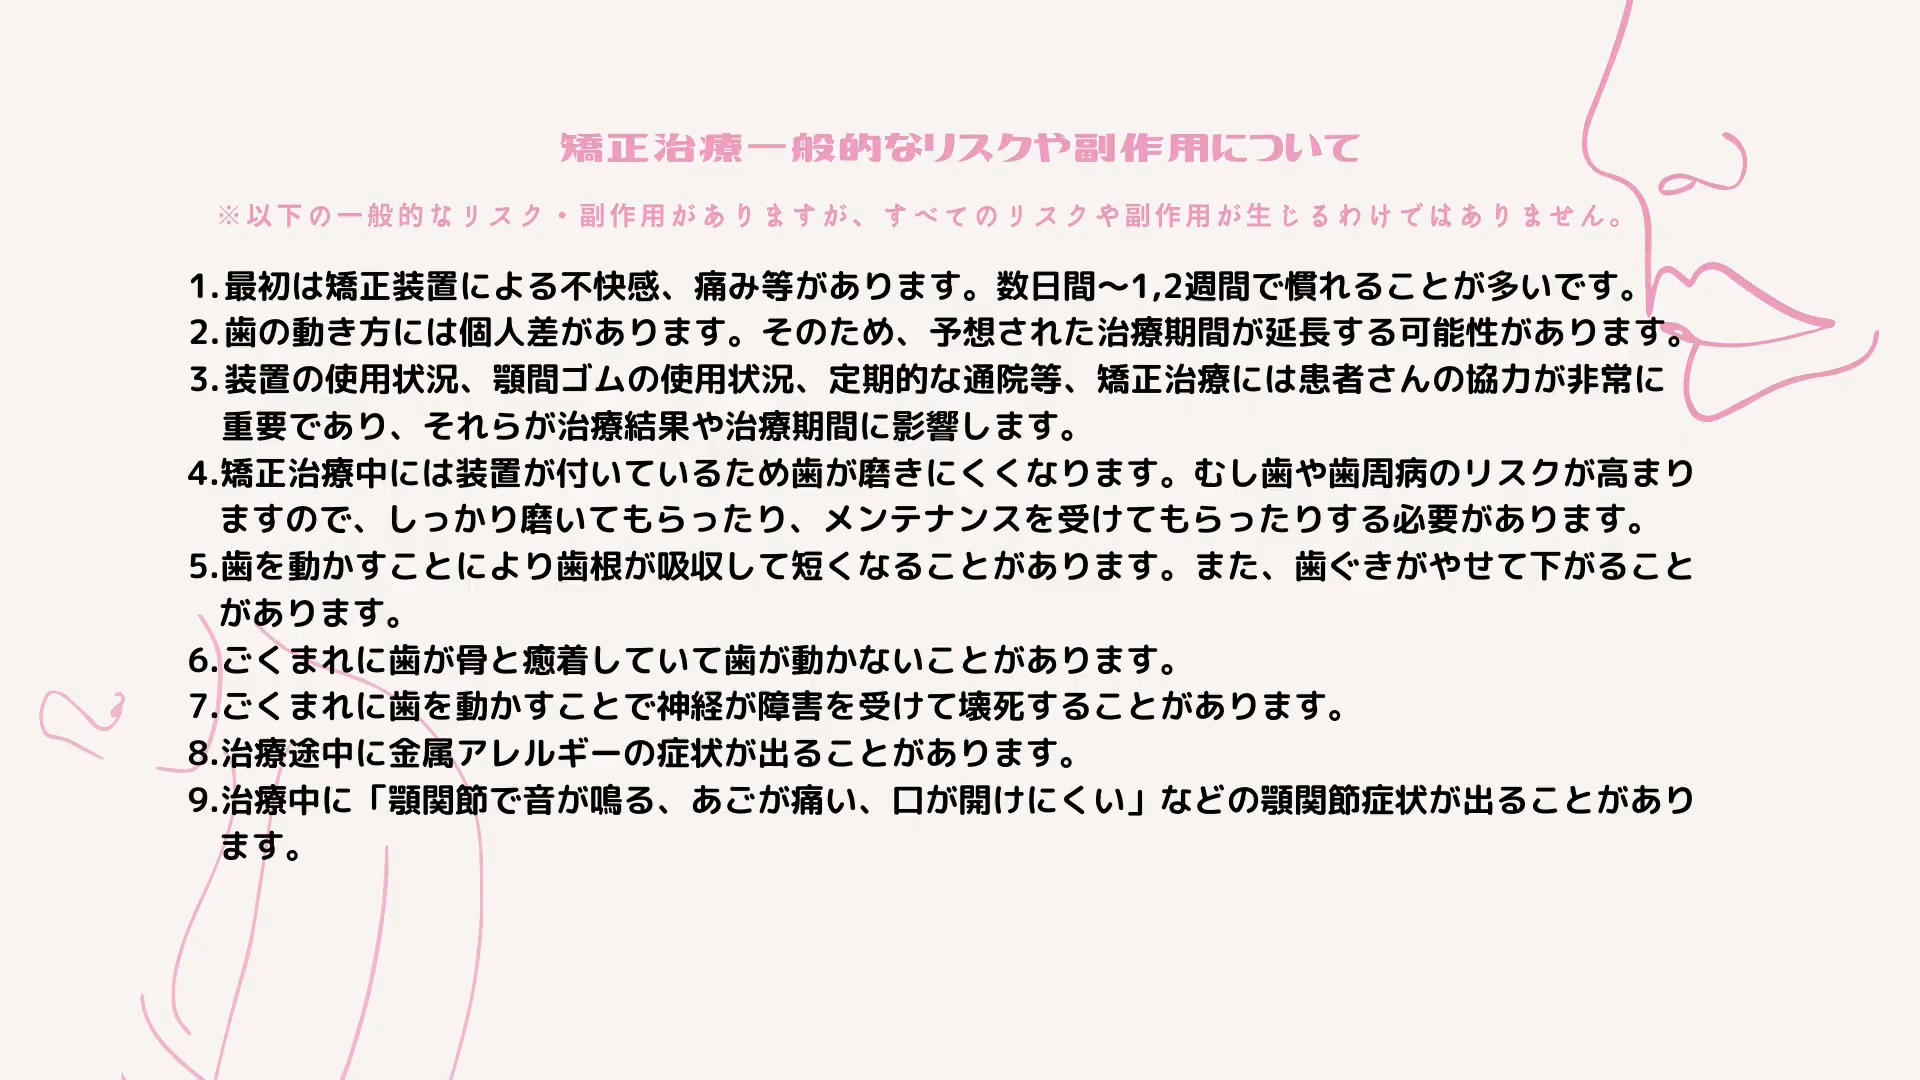 矯正治療一般的なリスクや副作用について
※以下の一般的なリスク・副作用がありますが、すべてのリスクや副作用が生じるわけではありません。
1.最初は矯正装置による不快感、痛み等があります。数日間〜1,2週間で慣れることが多いです。
2.歯の動き方には個人差があります。そのため、予想された治療期間が延長する可能性があります。
3.装置の使用状況、顎間ゴムの使用状況、定期的な通院等、矯正治療には患者さんの協力が非常に
重要であり、それらが治療結果や治療期間に影響します。
4.矯正治療中には装置が付いているため歯が磨きにくくなります。むし歯や歯周病のリスクが高まり
ますので、しっかり磨いてもらったり、メンテナンスを受けてもらったりする必要があります。
5.歯を動かすことにより歯根が吸収して短くなることがあります。また、歯ぐきがやせて下がること
があります。
6.ごくまれに歯が骨と癒着していて歯が動かないことがあります。
7.ごくまれに歯を動かすことで神経が障害を受けて壊死することがあります。
8.治療途中に金属アレルギーの症状が出ることがあります。
9.治療中に「顎関節で音が鳴る、あごが痛い、口が開けにくい」などの顎関節症状が出ることがあり
ます。